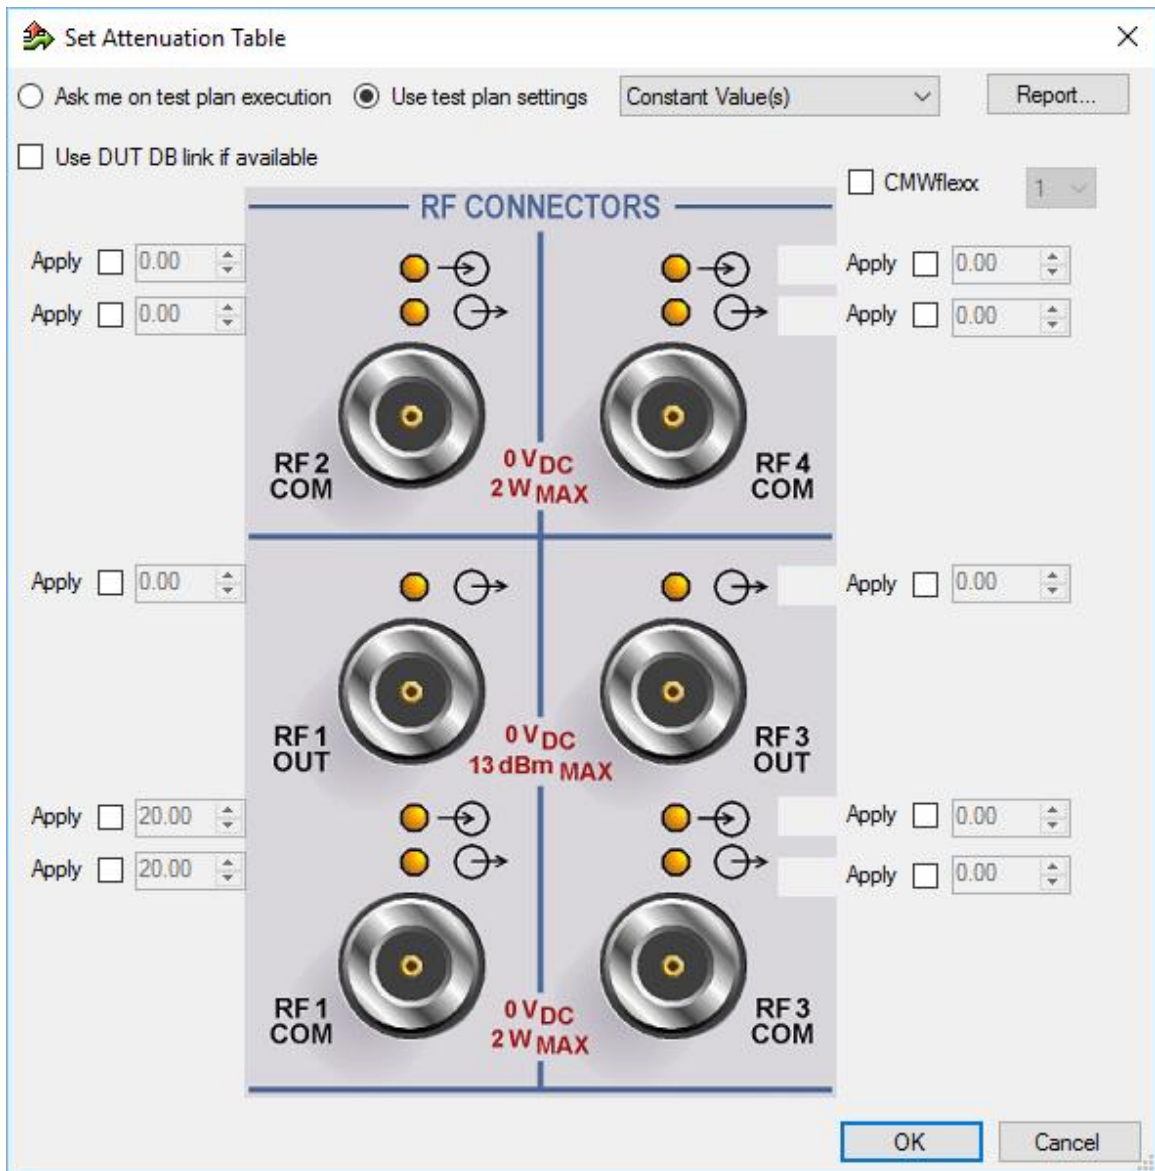 Set Attenuation Table
Ask me on test plan execution Use test plan settings Constant Value(s) Report...
Use DUT DB link if available
CMWflexx 1
RF CONNECTORS
Apply 0.00 Apply 0.00
Apply 0.00 Apply 0.00
RF 2 COM
0 V DC
2 W MAX
RF 4 COM
Apply 0.00 Apply 0.00
RF 1 OUT
0 V DC
13 dBm MAX
RF 3 OUT
Apply 20.00 Apply 0.00
Apply 20.00 Apply 0.00
RF 1 COM
0 V DC
2 W MAX
RF 3 COM
OK Cancel